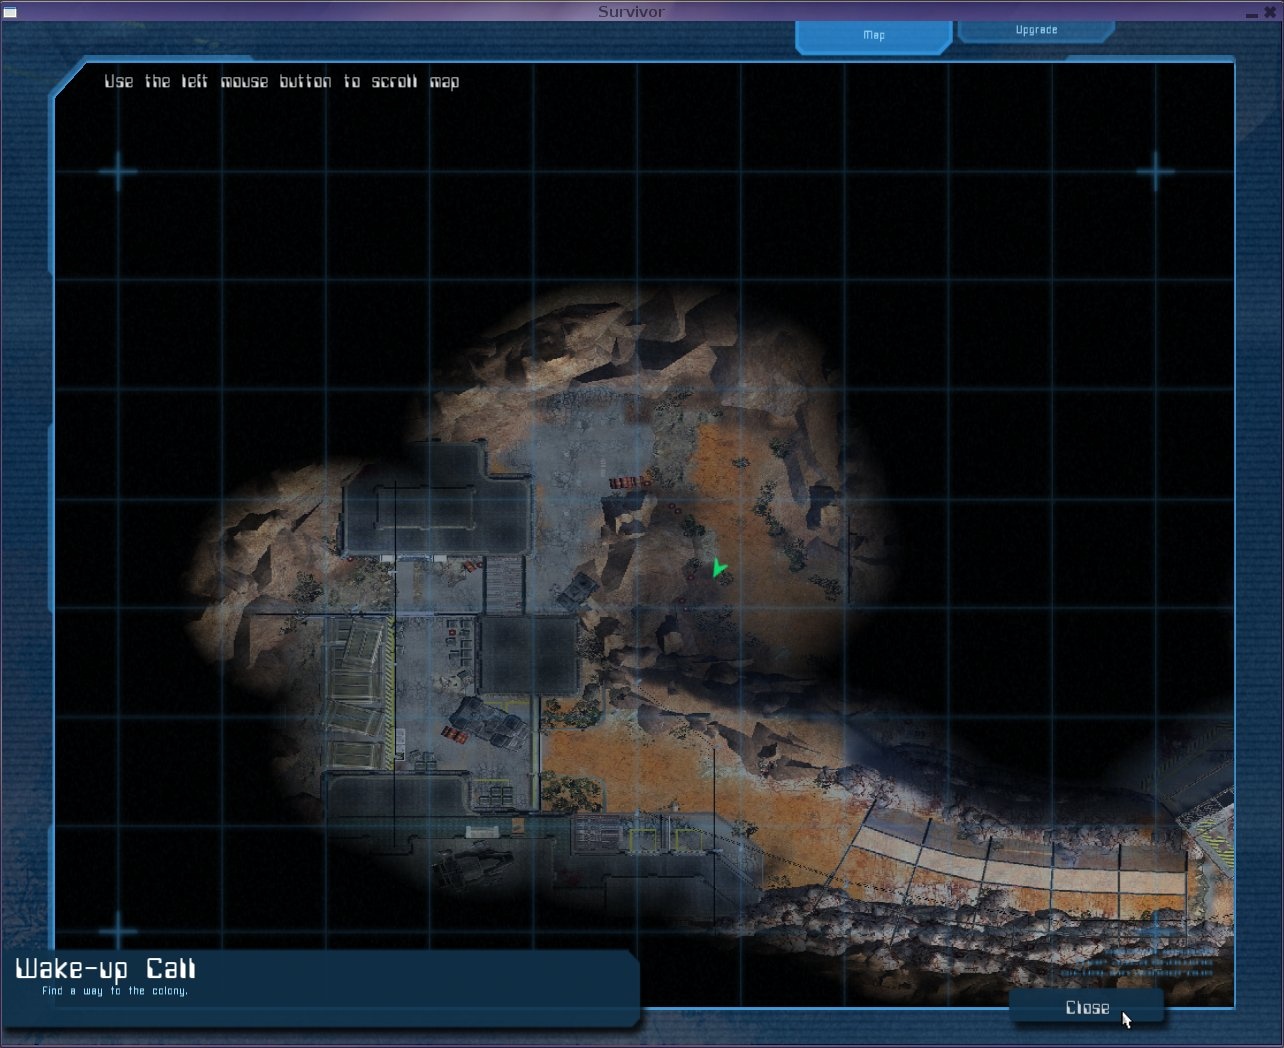 Survivor
Map
Upgrade
Use the left mouse button to scroll map
Wake-up Call
Find a way to the colony.
Close